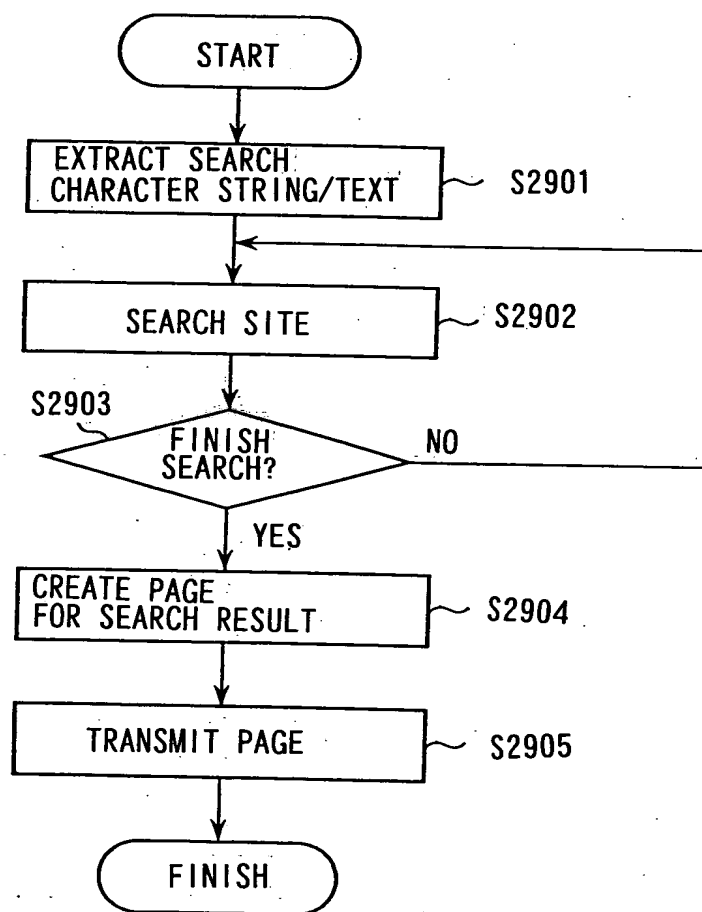 START
EXTRACT SEARCH
CHARACTER STRING/TEXT
S2901
SEARCH SITE
S2902
S2903
FINISH
SEARCH?
NO
YES
CREATE PAGE
FOR SEARCH RESULT
S2904
TRANSMIT PAGE
S2905
FINISH